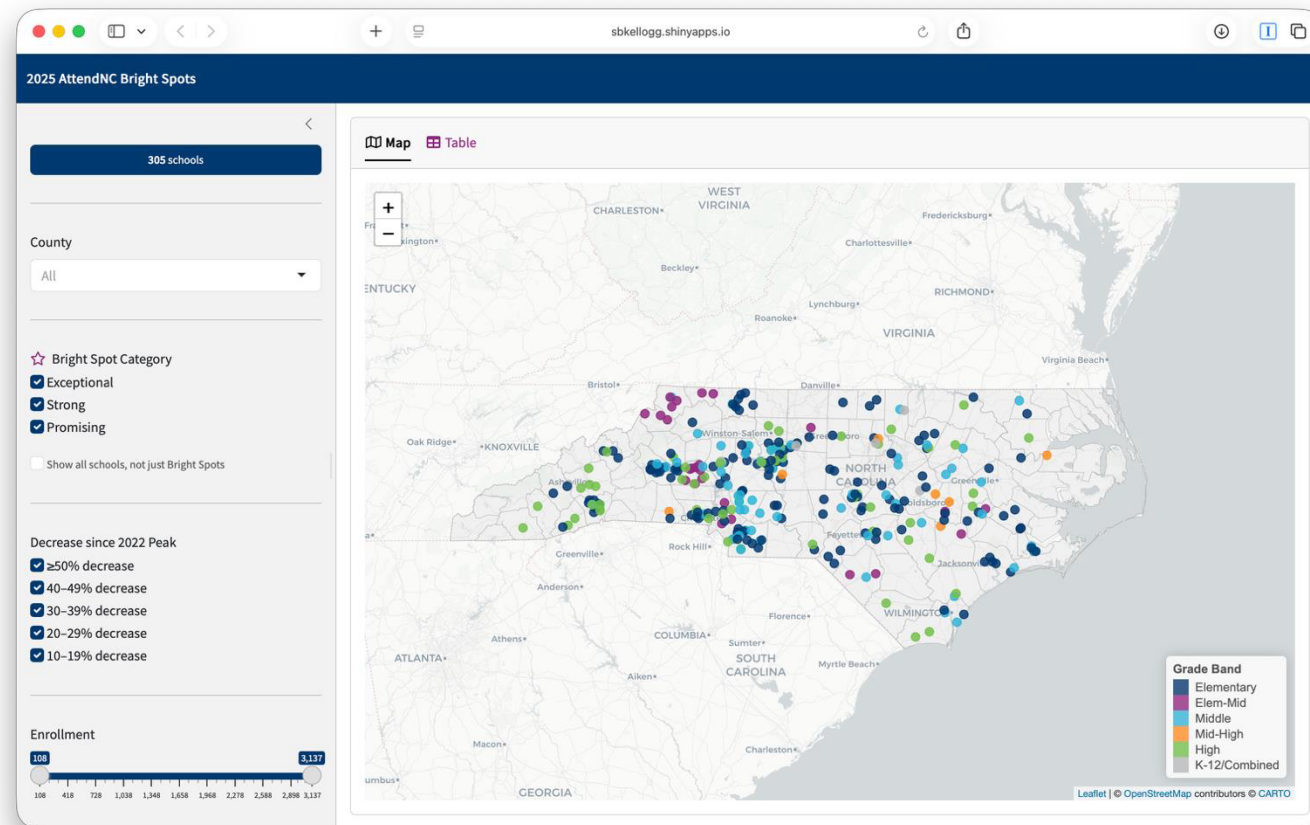 sbkellogg.shinyapps.io
2025 AttendNC Bright Spots
305 schools
County
All
Bright Spot Category
Exceptional
Strong
Promising
Show all schools, not just Bright Spots
Decrease since 2022 Peak
≥50% decrease
40–49% decrease
30–39% decrease
20–29% decrease
10–19% decrease
Enrollment
108 3,137
108 418 728 1,038 1,348 1,658 1,968 2,278 2,588 2,898 3,137
Map Table
+
−
WEST
VIRGINIA
CHARLESTON
Fredericksburg
Charlottesville
Beckley
RICHMOND
Lynchburg
Roanoke
VIRGINIA
Virginia Beach
Bristol
Danville
Oak Ridge
KNOXVILLE
Winston-Salem
NORTH
Greenville
Rock Hill
Greenville
Anderson
Florence
WILMINGTON
Athens
COLUMBIA
Sumter
ATLANTA
SOUTH
CAROLINA
Myrtle Beach
Aiken
Macon
Charleston
GEORGIA
Grade Band
Elementary
Elem-Mid
Middle
Mid-High
High
K-12/Combined
Leaflet | © OpenStreetMap contributors © CARTO